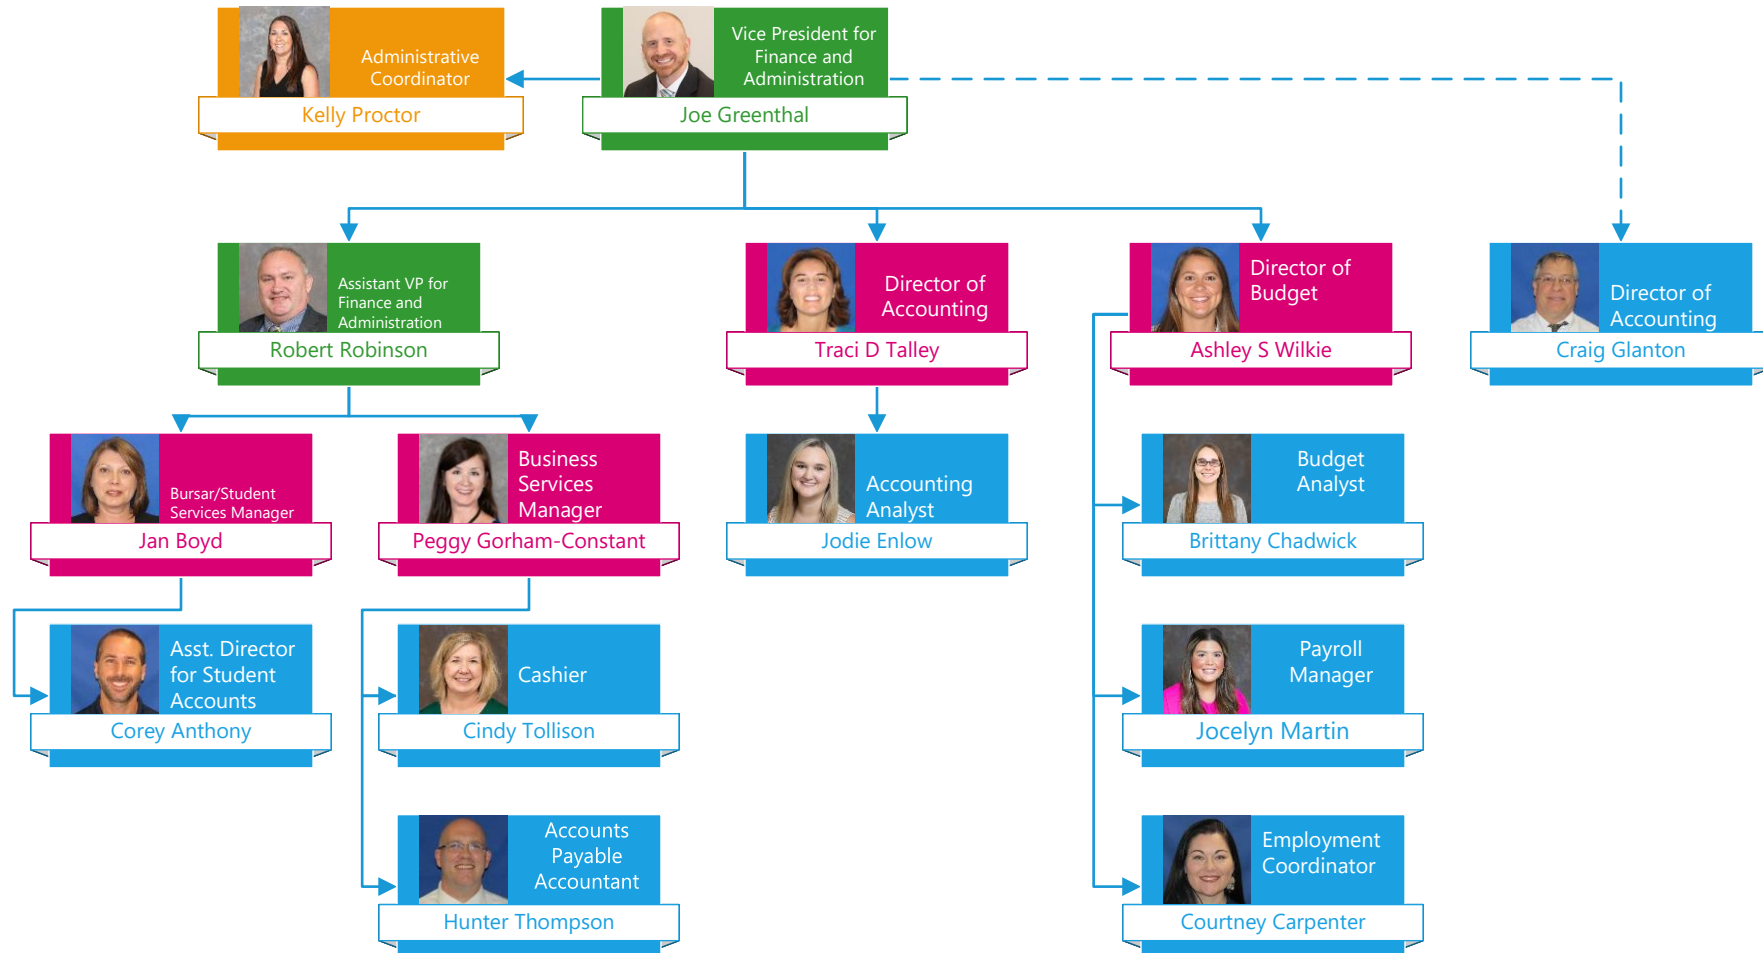 Administrative
Coordinator
Kelly Proctor
Vice President for
Finance and
Administration
Joe Greenthal
Assistant VP for
Finance and
Administration
Robert Robinson
Director of
Accounting
Traci D Talley
Director of
Budget
Ashley S Wilkie
Director of
Accounting
Craig Glanton
Bursar/Student
Services Manager
Jan Boyd
Business
Services
Manager
Peggy Gorham-Constant
Accounting
Analyst
Jodie Enlow
Budget
Analyst
Brittany Chadwick
Asst. Director
for Student
Accounts
Corey Anthony
Cashier
Cindy Tollison
Payroll
Manager
Jocelyn Martin
Accounts
Payable
Accountant
Hunter Thompson
Employment
Coordinator
Courtney Carpenter